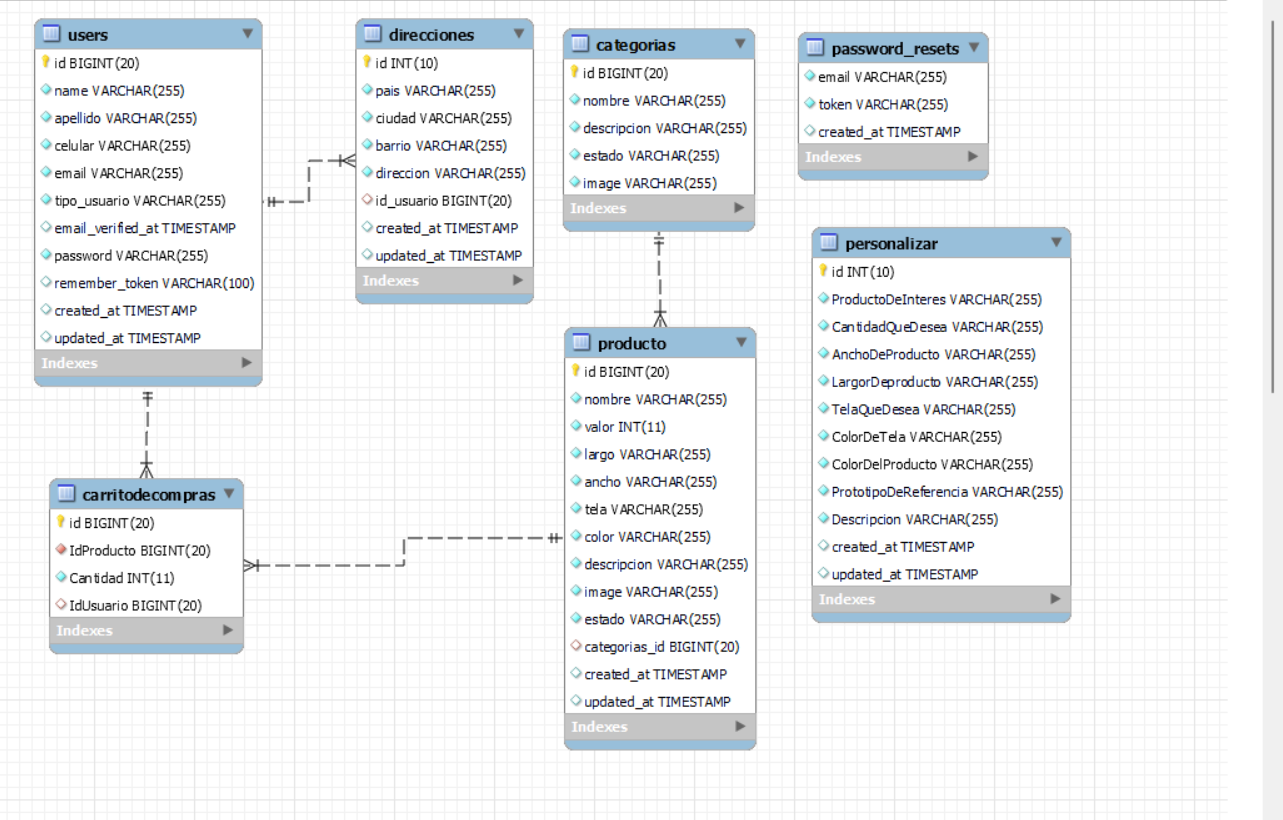 users
id BIGINT(20)
name VARCHAR(255)
apellido VARCHAR(255)
celular VARCHAR(255)
email VARCHAR(255)
tipo_usuario VARCHAR(255)
email_verified_at TIMESTAMP
password VARCHAR(255)
remember_token VARCHAR(100)
created_at TIMESTAMP
updated_at TIMESTAMP
Indexes
direcciones
id INT(10)
pais VARCHAR(255)
ciudad VARCHAR(255)
barrio VARCHAR(255)
direccion VARCHAR(255)
id_usuario BIGINT(20)
created_at TIMESTAMP
updated_at TIMESTAMP
Indexes
categorias
id BIGINT(20)
nombre VARCHAR(255)
descripcion VARCHAR(255)
estado VARCHAR(255)
image VARCHAR(255)
Indexes
password_resets
email VARCHAR(255)
token VARCHAR(255)
created_at TIMESTAMP
Indexes
personalizar
id INT(10)
ProductoDeInteres VARCHAR(255)
CantidadQueDesea VARCHAR(255)
AnchoDeProducto VARCHAR(255)
LargorDeproducto VARCHAR(255)
TelaQueDesea VARCHAR(255)
ColorDeTela VARCHAR(255)
ColorDelProducto VARCHAR(255)
PrototipoDeReferencia VARCHAR(255)
Descripcion VARCHAR(255)
created_at TIMESTAMP
updated_at TIMESTAMP
Indexes
producto
id BIGINT(20)
nombre VARCHAR(255)
valor INT(11)
largo VARCHAR(255)
ancho VARCHAR(255)
tela VARCHAR(255)
color VARCHAR(255)
descripcion VARCHAR(255)
image VARCHAR(255)
estado VARCHAR(255)
categorias_id BIGINT(20)
created_at TIMESTAMP
updated_at TIMESTAMP
Indexes
carritodecompras
id BIGINT(20)
IdProducto BIGINT(20)
Cantidad INT(11)
IdUsuario BIGINT(20)
Indexes